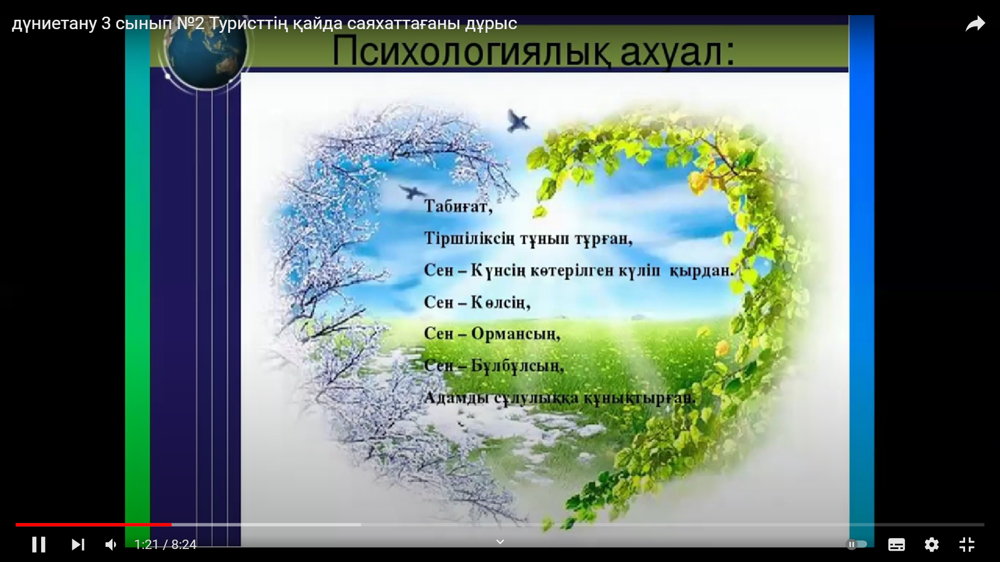 дүниетану 3 сынып №2 Туристтің қайда саяхаттағаны дұрыс
Психологиялық ахуал:
Табиғат,
Тіршіліксің тұнып тұрған,
Сен – Күнсің көтерілген күліп қырдан.
Сен – Көлсің,
Сен – Ормансың,
Сен – Бұлбұлсың,
Адамды сұлулыққа құнықтырған.
1:21 / 8:24